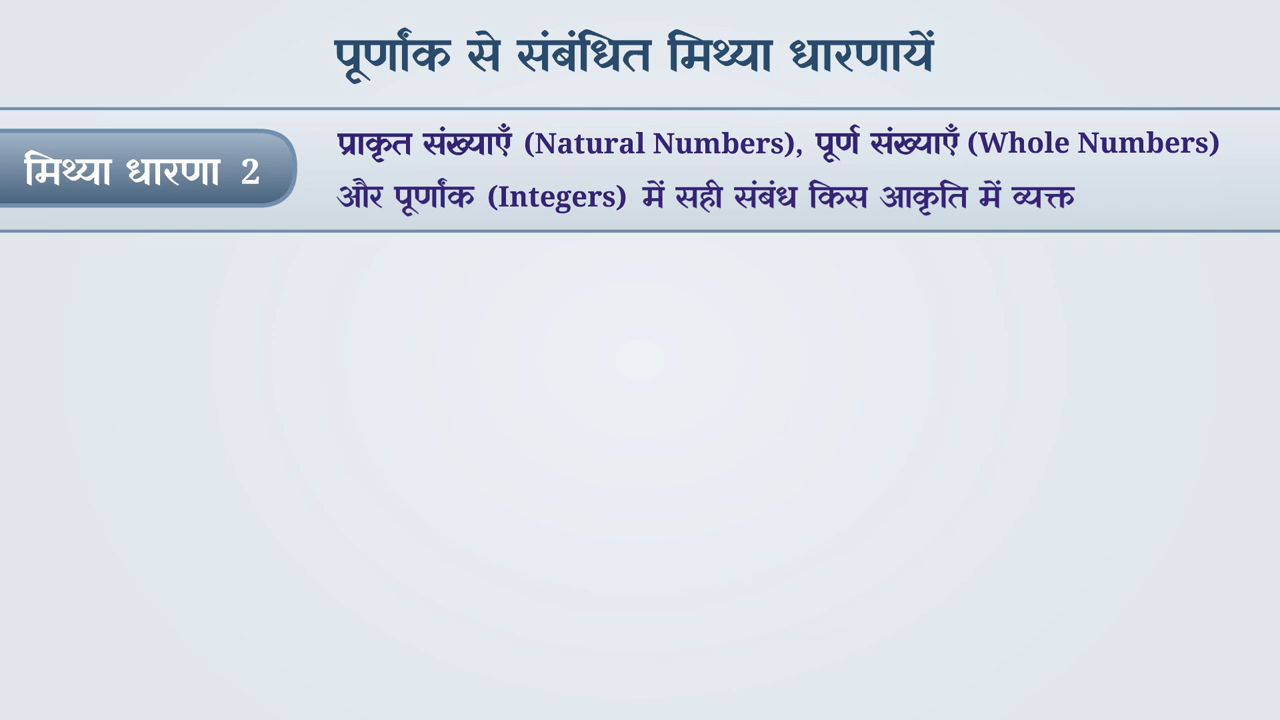 पूर्णांक से संबंधित मिथ्या धारणायें
मिथ्या धारणा 2
प्राकृत संख्याएँ (Natural Numbers), पूर्ण संख्याएँ (Whole Numbers)
और पूर्णांक (Integers) में सही संबंध किस आकृति में व्यक्त